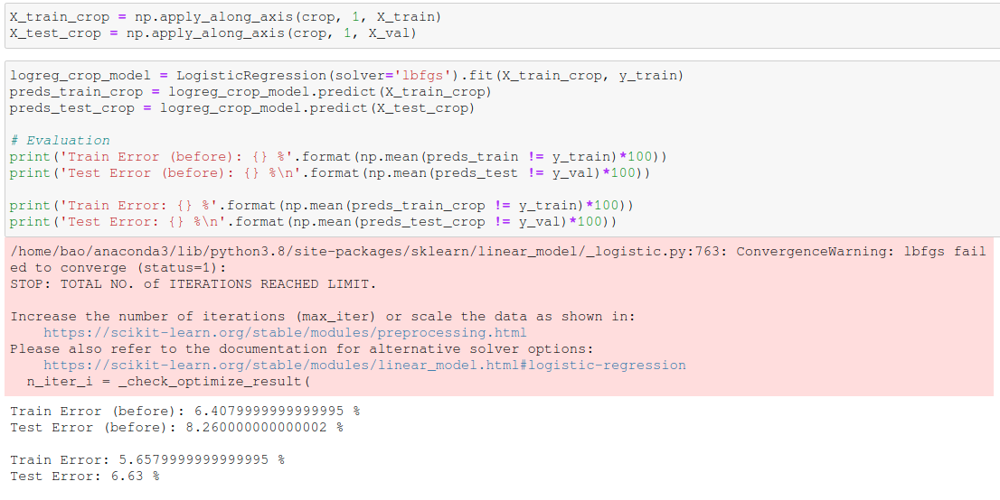 X_train_crop = np.apply_along_axis(crop, 1, X_train)
X_test_crop = np.apply_along_axis(crop, 1, X_val)
logreg_crop_model = LogisticRegression(solver='lbfgs').fit(X_train_crop, y_train)
preds_train_crop = logreg_crop_model.predict(X_train_crop)
preds_test_crop = logreg_crop_model.predict(X_test_crop)
# Evaluation
print('Train Error (before): {} %'.format(np.mean(preds_train != y_train)*100))
print('Test Error (before): {} %\n'.format(np.mean(preds_test != y_val)*100))
print('Train Error: {} %'.format(np.mean(preds_train_crop != y_train)*100))
print('Test Error: {} %\n'.format(np.mean(preds_test_crop != y_val)*100))
/home/bao/anaconda3/lib/python3.8/site-packages/sklearn/linear_model/_logistic.py:763: ConvergenceWarning: lbfgs fail
ed to converge (status=1):
STOP: TOTAL NO. of ITERATIONS REACHED LIMIT.
Increase the number of iterations (max_iter) or scale the data as shown in:
    https://scikit-learn.org/stable/modules/preprocessing.html
Please also refer to the documentation for alternative solver options:
    https://scikit-learn.org/stable/modules/linear_model.html#logistic-regression
  n_iter_i = _check_optimize_result(
Train Error (before): 6.4079999999999995 %
Test Error (before): 8.260000000000002 %
Train Error: 5.6579999999999995 %
Test Error: 6.63 %